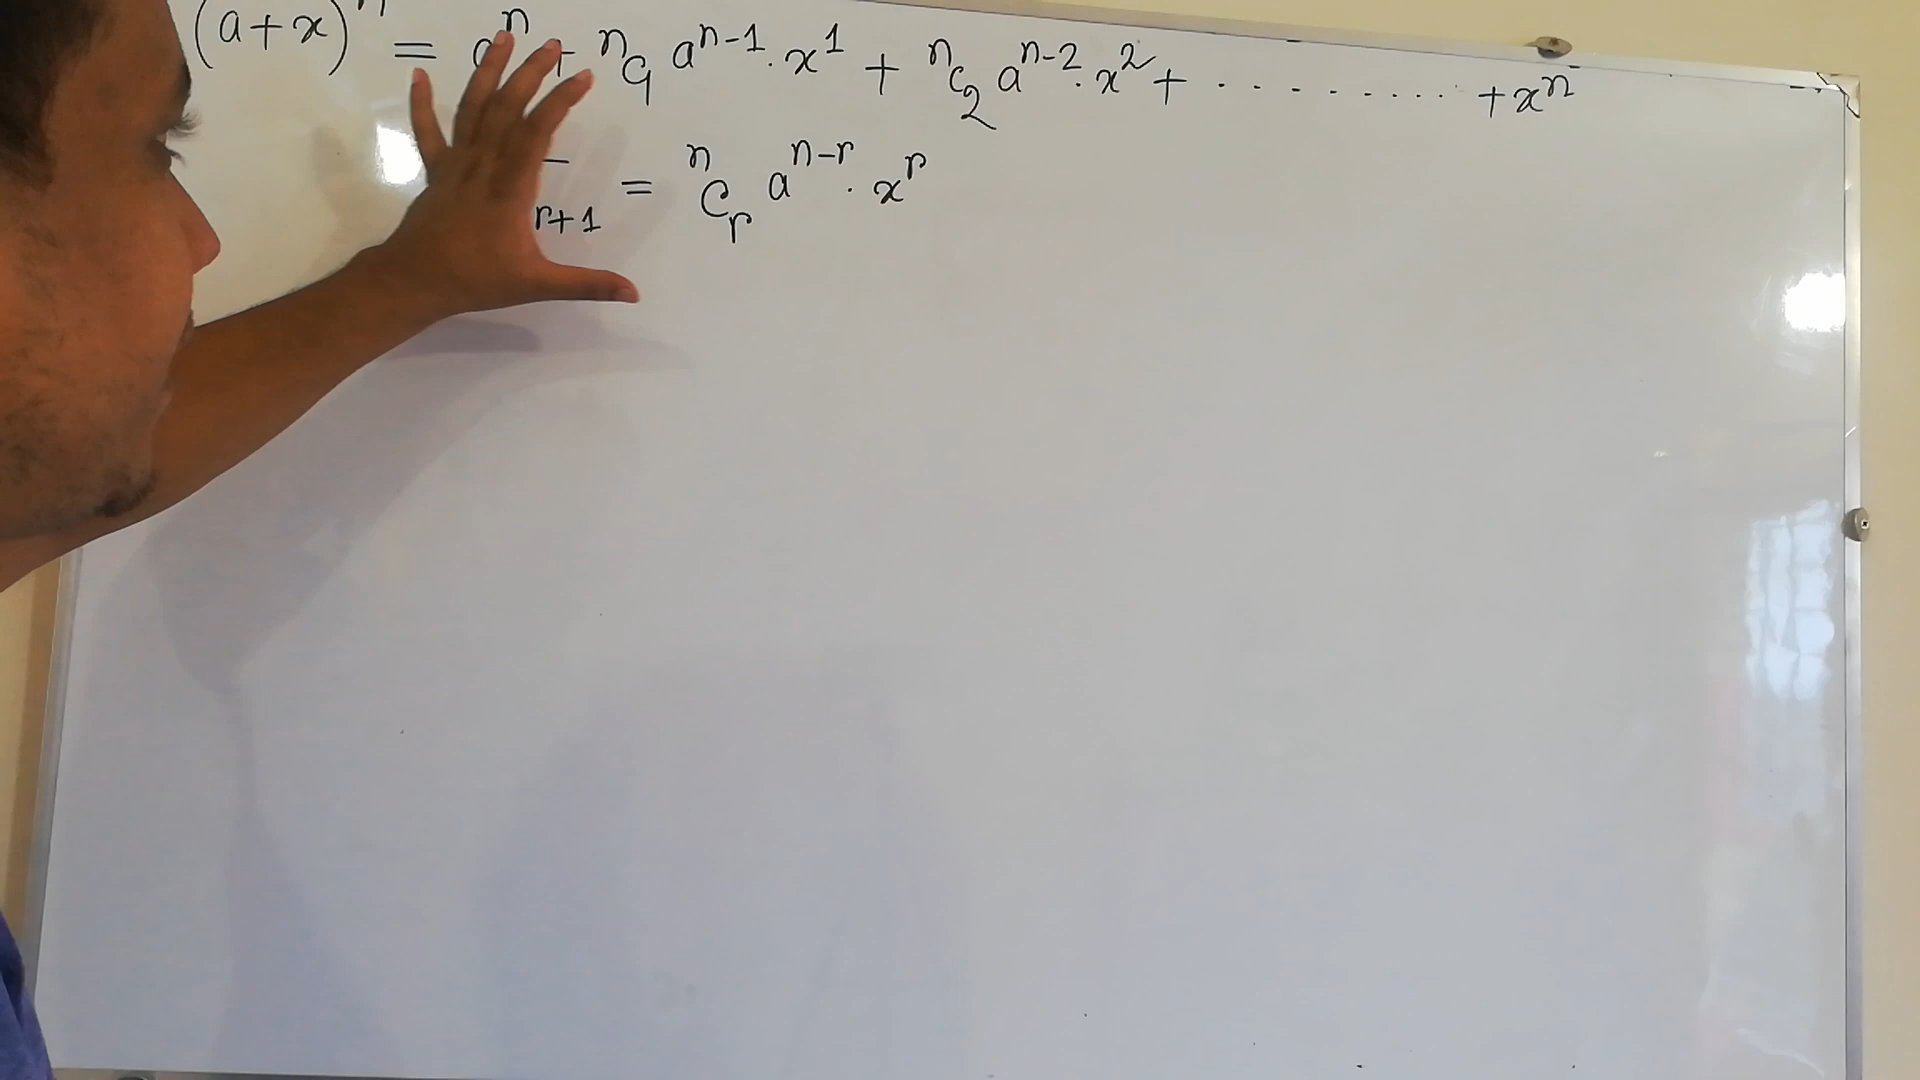 (a+x)ⁿ = aⁿ + ⁿC₁ aⁿ⁻¹·x¹ + ⁿC₂ aⁿ⁻²·x² + ......... + xⁿ
r+1 = ⁿCᵣ aⁿ⁻ʳ·xʳ